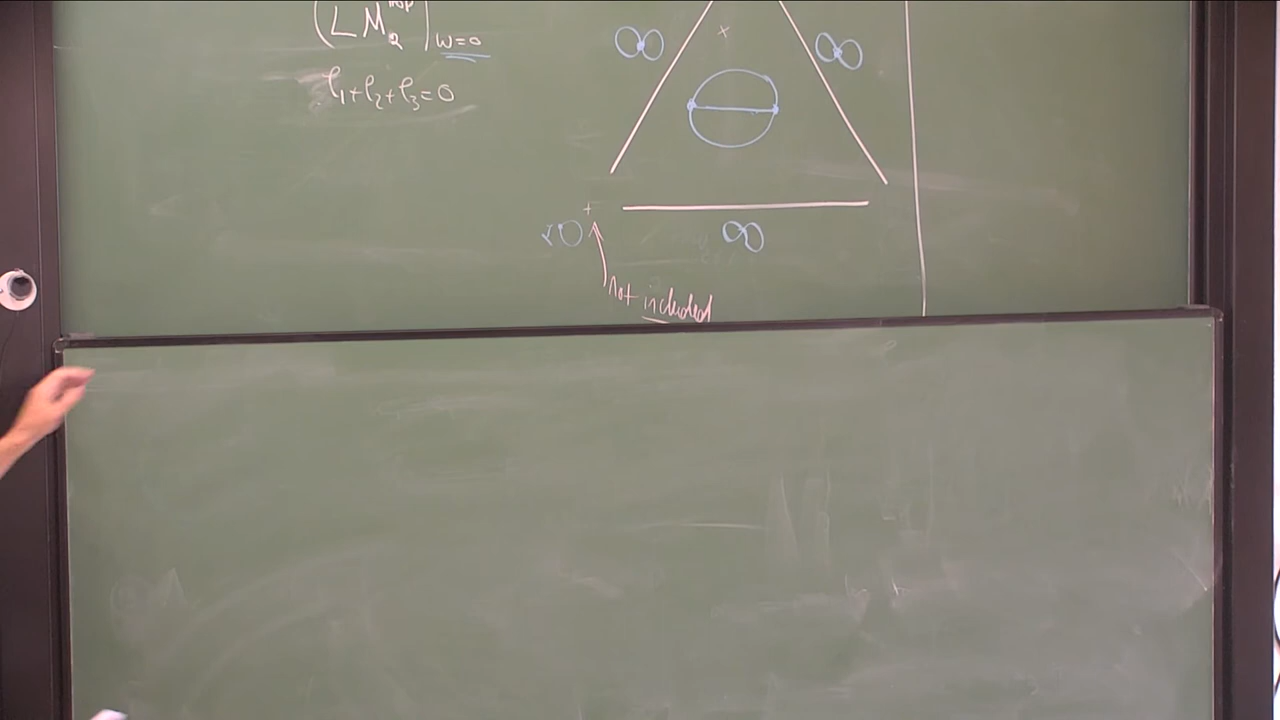 (LM₂^trop)|w=0
ℓ₁+ℓ₂+ℓ₃=0
not included